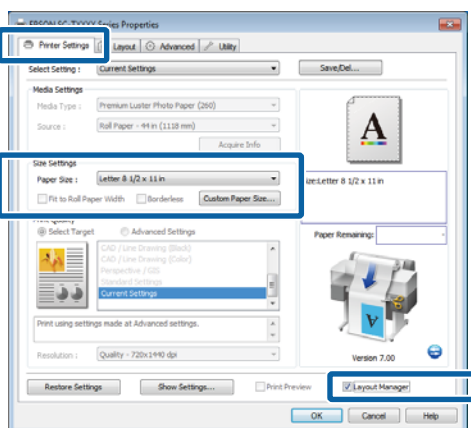 EPSON SC-TXXXX Series Properties
Printer Settings Layout Advanced Utility
Select Setting : Current Settings Save/Del...
Media Settings
Media Type : Premium Luster Photo Paper (260)
Source : Roll Paper - 44 in (1118 mm)
Acquire Info
A
Size Settings
Paper Size : Letter 8 1/2 x 11 in
Size:Letter 8 1/2 x 11 in
Fit to Roll Paper Width Borderless Custom Paper Size...
Print Quality
Select Target Advanced Settings
Paper Remaining:
CAD / Line Drawing (Black)
CAD / Line Drawing (Color)
Perspective / GIS
Standard Settings
Current Settings
Print using settings made at Advanced settings.
Resolution : Quality - 720x1440 dpi
Version 7.00
Restore Settings Show Settings... Print Preview Layout Manager
OK Cancel Help